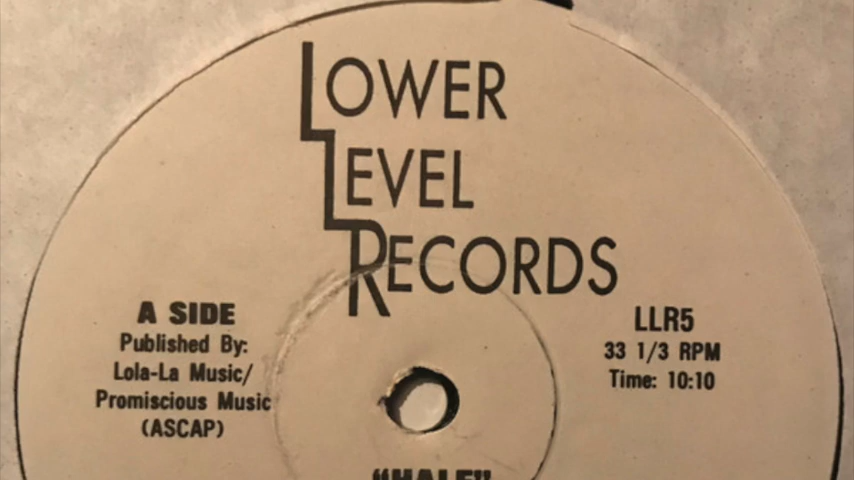 LOWER
LEVEL
RECORDS
A SIDE
Published By:
Lola-La Music/
Promiscious Music
(ASCAP)
LLR5
33 1/3 RPM
Time: 10:10
"HALF"